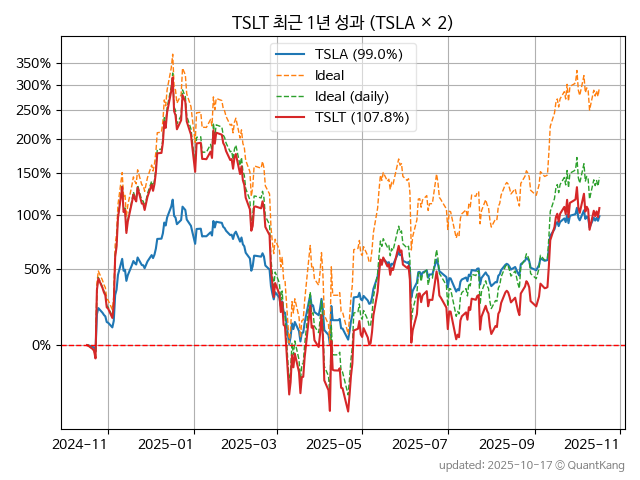 TSLT 최근 1년 성과 (TSLA × 2)
TSLA (99.0%)
Ideal
Ideal (daily)
TSLT (107.8%)
350%
300%
250%
200%
150%
100%
50%
0%
2024-11
2025-01
2025-03
2025-05
2025-07
2025-09
2025-11
updated: 2025-10-17 © QuantKang